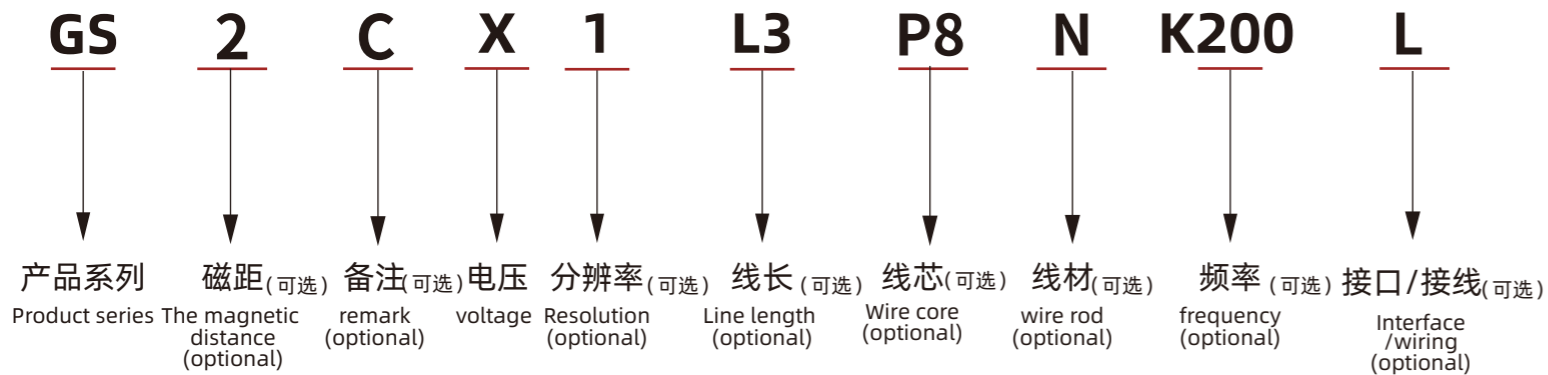 GS 2 C X 1 L3 P8 N K200 L
产品系列 磁距(可选) 备注(可选) 电压 分辨率(可选) 线长(可选) 线芯(可选) 线材(可选) 频率(可选) 接口/接线(可选)
Product series
The magnetic
distance
(optional)
remark
(optional)
voltage
Resolution
(optional)
Line length
(optional)
Wire core
(optional)
wire rod
(optional)
frequency
(optional)
Interface
/wiring
(optional)